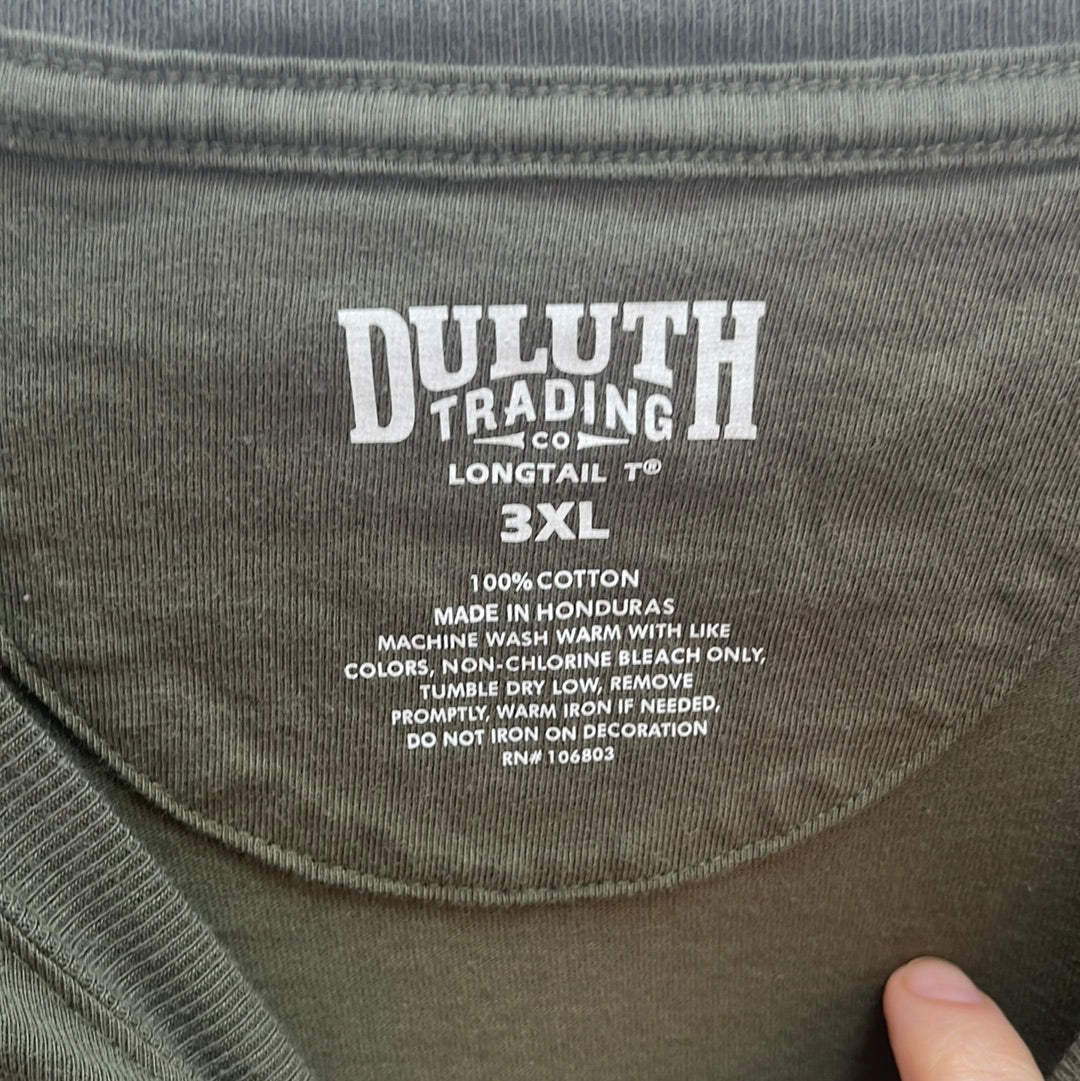 DULUTH
TRADING
CO
LONGTAIL T®
3XL
100% COTTON
MADE IN HONDURAS
MACHINE WASH WARM WITH LIKE
COLORS, NON-CHLORINE BLEACH ONLY,
TUMBLE DRY LOW, REMOVE
PROMPTLY, WARM IRON IF NEEDED,
DO NOT IRON ON DECORATION
RN# 106803